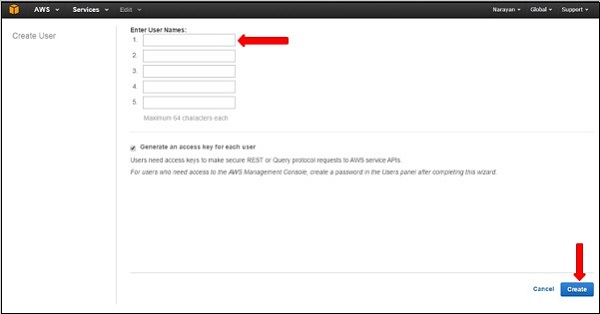 AWS Services Edit Narayan Global Support
Create User
Enter User Names:
1.
2.
3.
4.
5.
Maximum 64 characters each
Generate an access key for each user
Users need access keys to make secure REST or Query protocol requests to AWS service APIs.
For users who need access to the AWS Management Console, create a password in the Users panel after completing this wizard.
Cancel Create